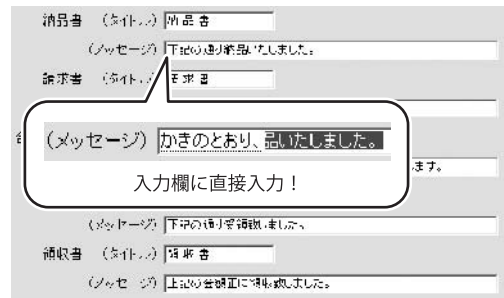 納品書 (タイトル) 納品書
(メッセージ) 下記の通り納品いたしました。
請求書 (タイトル) 請求書
(メッセージ) かきのとおり、品いたしました。
ます。
入力欄に直接入力!
(メッセージ) 下記の通り受領致しました。
領収書 (タイトル) 領収書
(メッセージ) 上記の金額正に領収致しました。